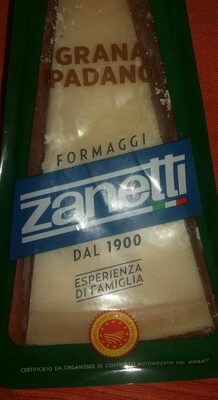 GRANA
PADANO
FORMAGGI
zanetti
DAL 1900
ESPERIENZA
DI FAMIGLIA
CERTIFICATO DA ORGANISMO DI CONTROLLO AUTORIZZATO DAL MIPAAFT